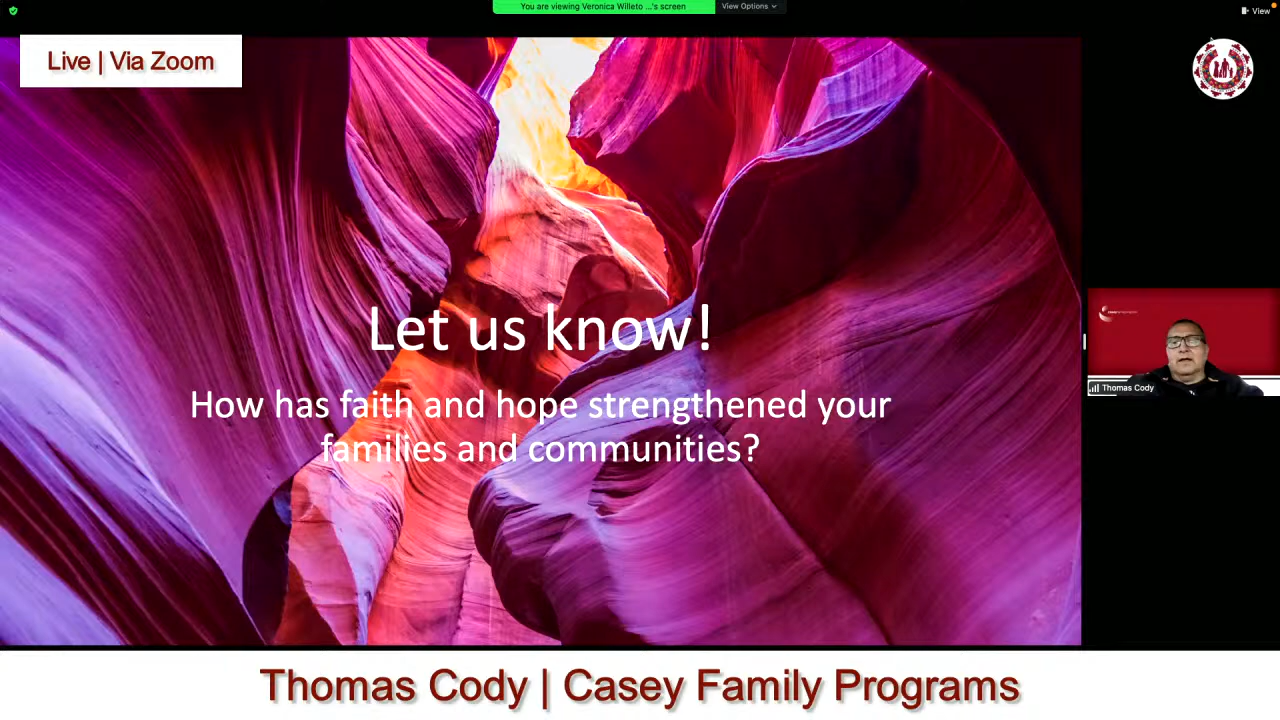 You are viewing Veronica Willeto ...'s screen
View Options
View
Live | Via Zoom
Let us know!
How has faith and hope strengthened your
families and communities?
Thomas Cody
Thomas Cody | Casey Family Programs